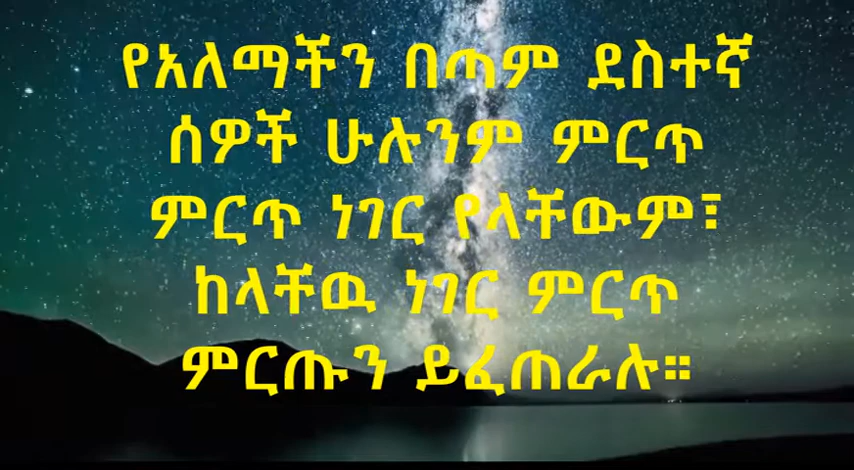 የአለማችን በጣም ደስተኛ
ሰዎች ሁሉንም ምርጥ
ምርጥ ነገር የላቸውም፣
ከላቸዉ ነገር ምርጥ
ምርጡን ይፈጠራሉ።